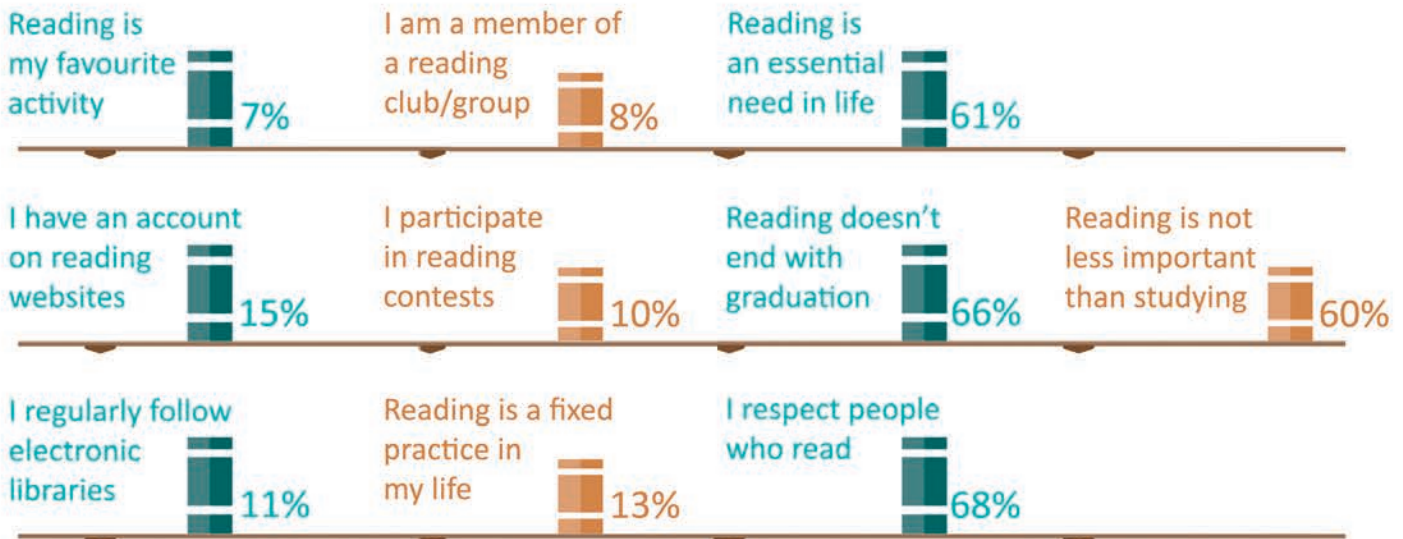 Reading is
my favourite
activity
7%
I am a member of
a reading
club/group
8%
Reading is
an essential
need in life
61%
I have an account
on reading
websites
15%
I participate
in reading
contests
10%
Reading doesn’t
end with
graduation
66%
Reading is not
less important
than studying
60%
I regularly follow
electronic
libraries
11%
Reading is a fixed
practice in
my life
13%
I respect people
who read
68%